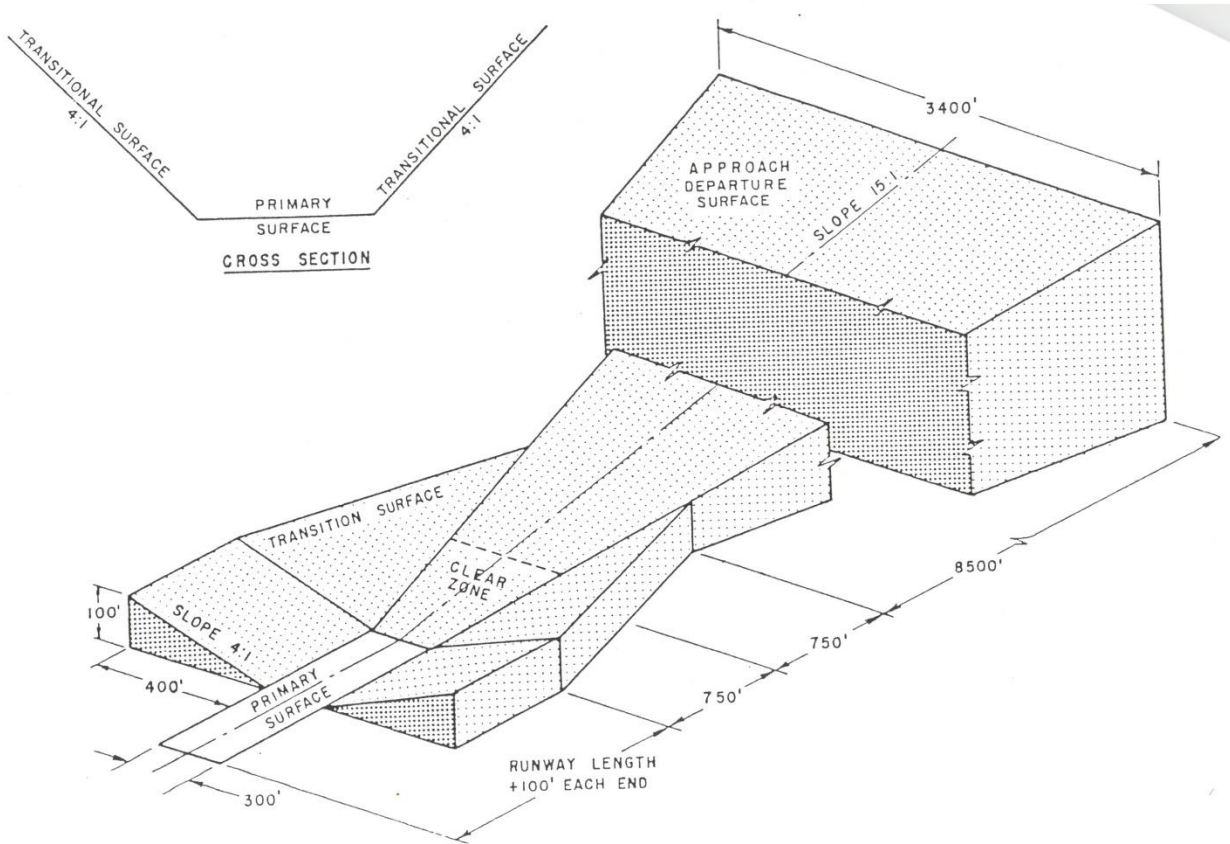 TRANSITIONAL SURFACE
4:1
TRANSITIONAL SURFACE
4:1
PRIMARY
SURFACE
CROSS SECTION
3400'
APPROACH
DEPARTURE
SURFACE
SLOPE 15:1
TRANSITION SURFACE
CLEAR
ZONE
100'
SLOPE 4:1
400'
PRIMARY
SURFACE
300'
8500'
750'
750'
RUNWAY LENGTH
+100' EACH END